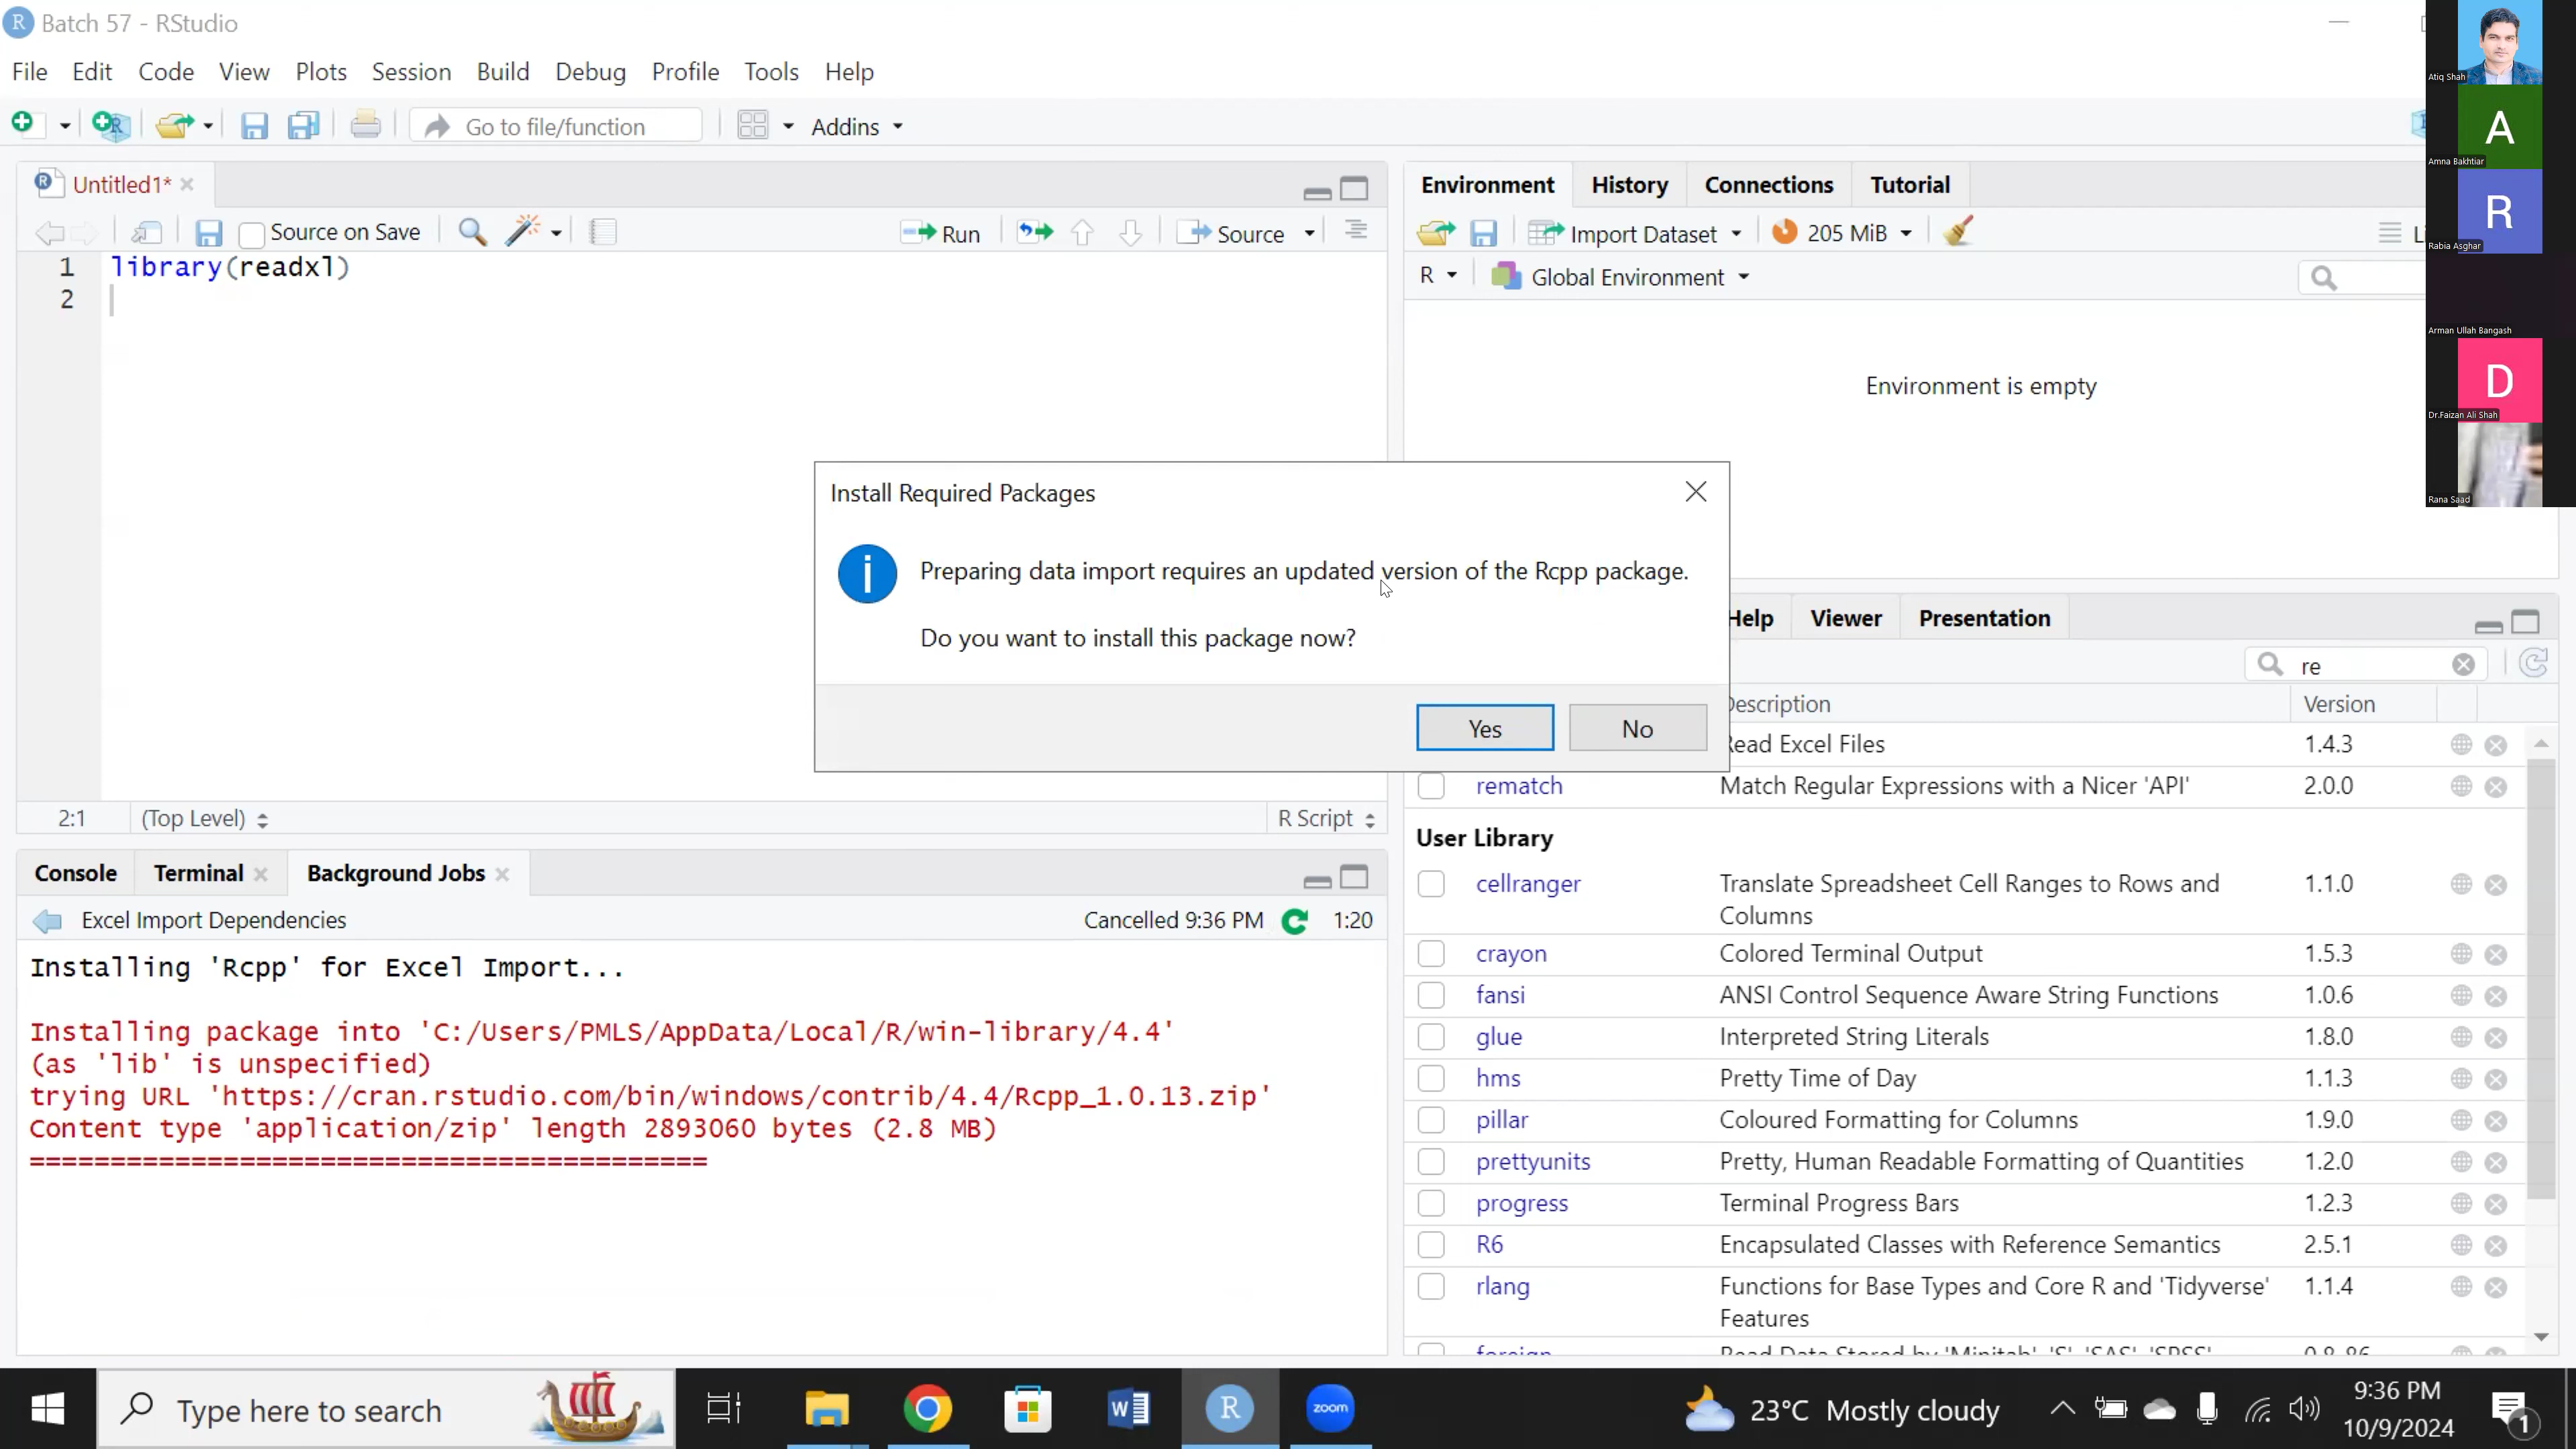 Batch 57 - RStudio
File Edit Code View Plots Session Build Debug Profile Tools Help
Go to file/function
Addins
Untitled1*
Source on Save
Run
Source
1 library(readxl)
2
2:1 (Top Level) R Script
Environment History Connections Tutorial
Import Dataset 205 MiB
R Global Environment
Environment is empty
Atiq Shah
A
Amna Bakhtiar
R
Rabia Asghar
Arman Ullah Bangash
D
Dr.Faizan Ali Shah
Rana Saad
Install Required Packages
Preparing data import requires an updated version of the Rcpp package.
Do you want to install this package now?
Yes No
Help Viewer Presentation
re
Description Version
Read Excel Files 1.4.3
rematch Match Regular Expressions with a Nicer 'API' 2.0.0
User Library
cellranger Translate Spreadsheet Cell Ranges to Rows and 1.1.0
Columns
crayon Colored Terminal Output 1.5.3
fansi ANSI Control Sequence Aware String Functions 1.0.6
glue Interpreted String Literals 1.8.0
hms Pretty Time of Day 1.1.3
pillar Coloured Formatting for Columns 1.9.0
prettyunits Pretty, Human Readable Formatting of Quantities 1.2.0
progress Terminal Progress Bars 1.2.3
R6 Encapsulated Classes with Reference Semantics 2.5.1
rlang Functions for Base Types and Core R and 'Tidyverse' 1.1.4
Features
foreign Read Data Stored by 'Minitab', 'S', 'SAS', 'SPSS', 0.8-86
Console Terminal Background Jobs
Excel Import Dependencies Cancelled 9:36 PM 1:20
Installing 'Rcpp' for Excel Import...
Installing package into 'C:/Users/PMLS/AppData/Local/R/win-library/4.4'
(as 'lib' is unspecified)
trying URL 'https://cran.rstudio.com/bin/windows/contrib/4.4/Rcpp_1.0.13.zip'
Content type 'application/zip' length 2893060 bytes (2.8 MB)
==========================================
Type here to search
zoom
23°C Mostly cloudy
9:36 PM
10/9/2024
1